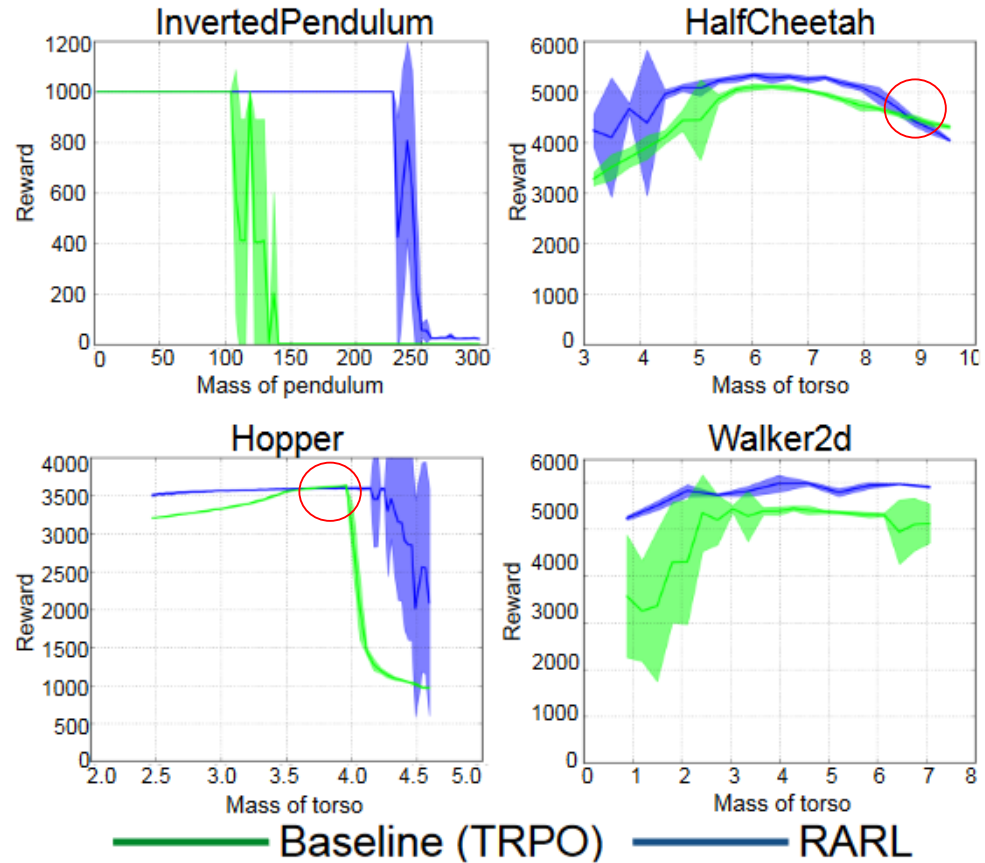 InvertedPendulum
1200
1000
800
600
400
200
0
Reward
0 50 100 150 200 250 300
Mass of pendulum
HalfCheetah
6000
5000
4000
3000
2000
1000
0
Reward
3 4 5 6 7 8 9 10
Mass of torso
Hopper
4000
3500
3000
2500
2000
1500
1000
500
0
Reward
2.0 2.5 3.0 3.5 4.0 4.5 5.0
Mass of torso
Walker2d
6000
5000
4000
3000
2000
1000
0
Reward
0 1 2 3 4 5 6 7 8
Mass of torso
Baseline (TRPO) RARL